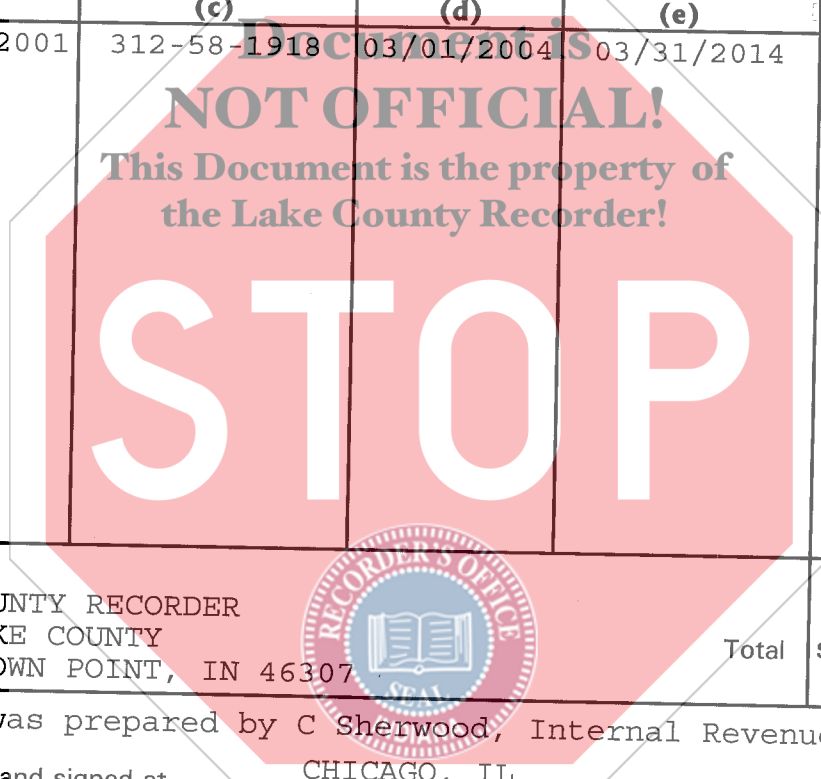 (c) (d) (e)
2001 312-58-1918 03/01/2004 03/31/2014
Document is
NOT OFFICIAL!
This Document is the property of
the Lake County Recorder!
STOP
RECORDER'S OFFICE
SEAL
UNTY RECORDER
KE COUNTY
OWN POINT, IN 46307
Total
was prepared by C Sherwood, Internal Revenu
and signed at CHICAGO, IL